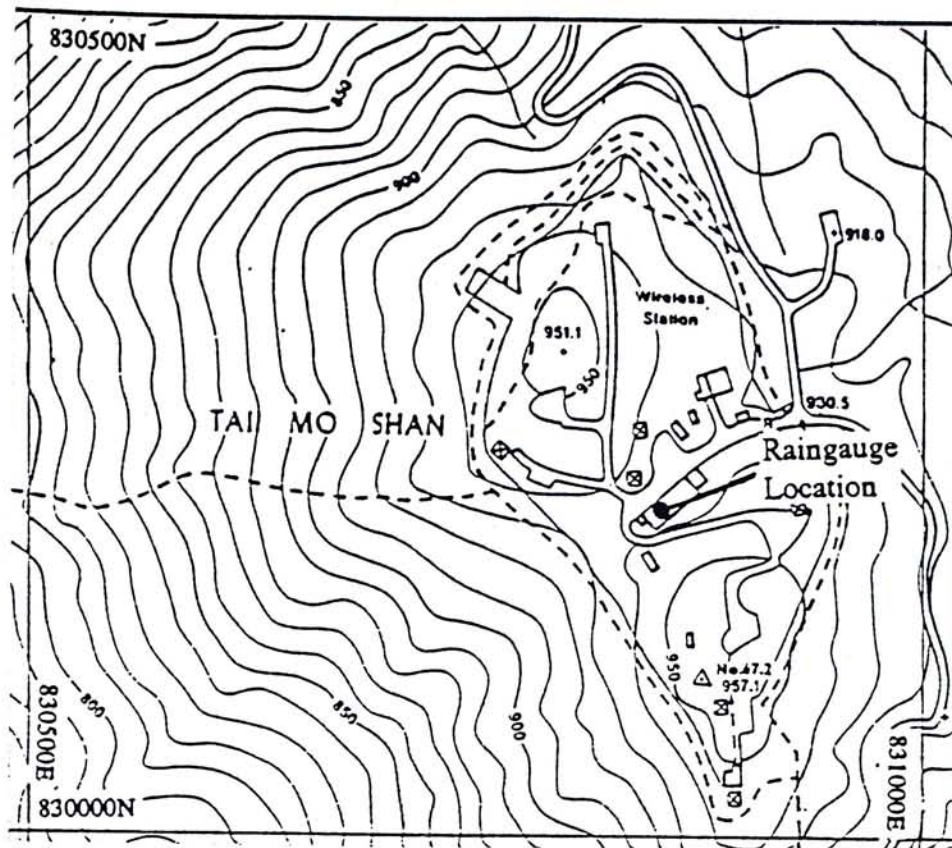 830500N
850
900
918.0
Wireless
Station
951.1
950
930.5
TAI MO SHAN
Raingauge
Location
950
No.67.2
957.1
900
850
800
830500E
831000E
830000N